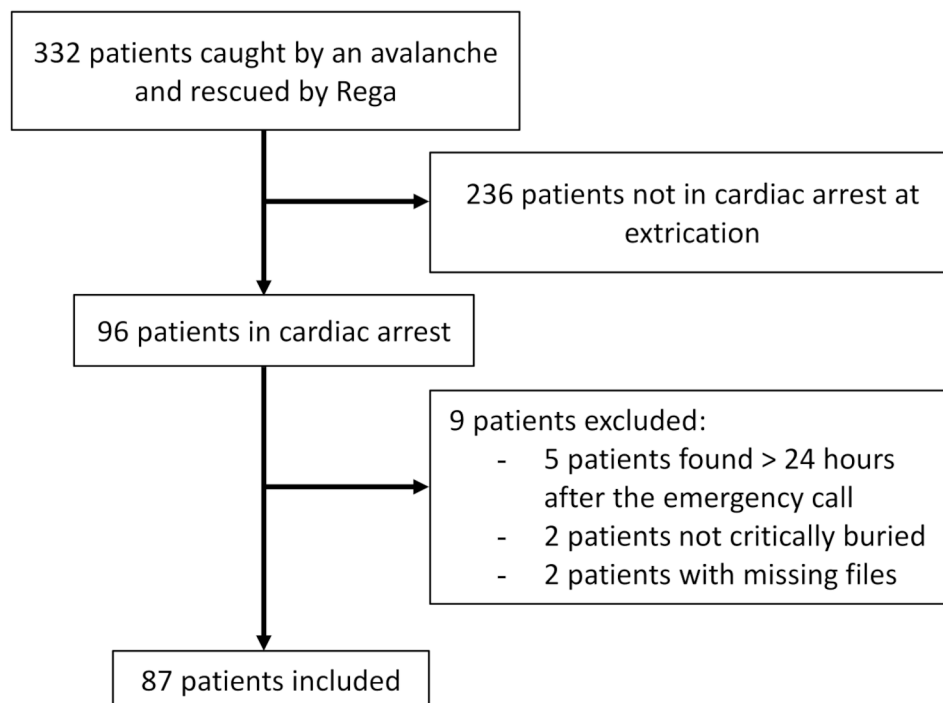 332 patients caught by an avalanche
and rescued by Rega
236 patients not in cardiac arrest at
extrication
96 patients in cardiac arrest
9 patients excluded:
- 5 patients found > 24 hours
after the emergency call
- 2 patients not critically buried
- 2 patients with missing files
87 patients included